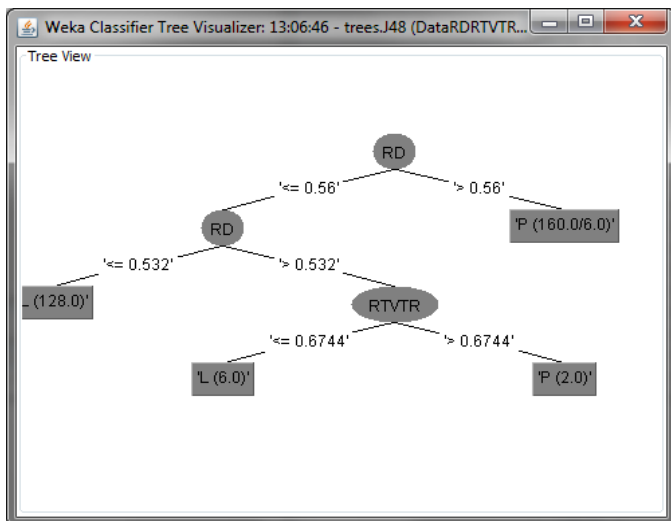 Weka Classifier Tree Visualizer: 13:06:46 - trees.J48 (DataRDRTVTR...
Tree View
RD
'<= 0.56'
'> 0.56'
RD
'P (160.0/6.0)'
'<= 0.532'
'> 0.532'
L (128.0)'
RTVTR
'<= 0.6744'
'> 0.6744'
'L (6.0)'
'P (2.0)'